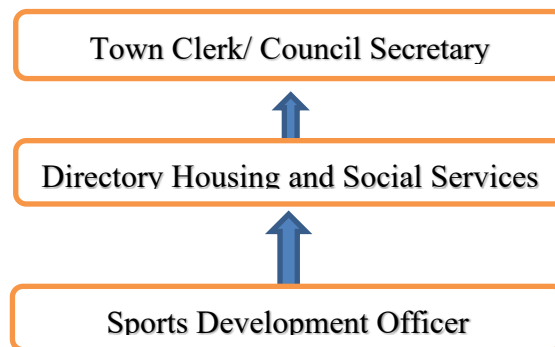 Town Clerk/ Council Secretary
Directory Housing and Social Services
Sports Development Officer